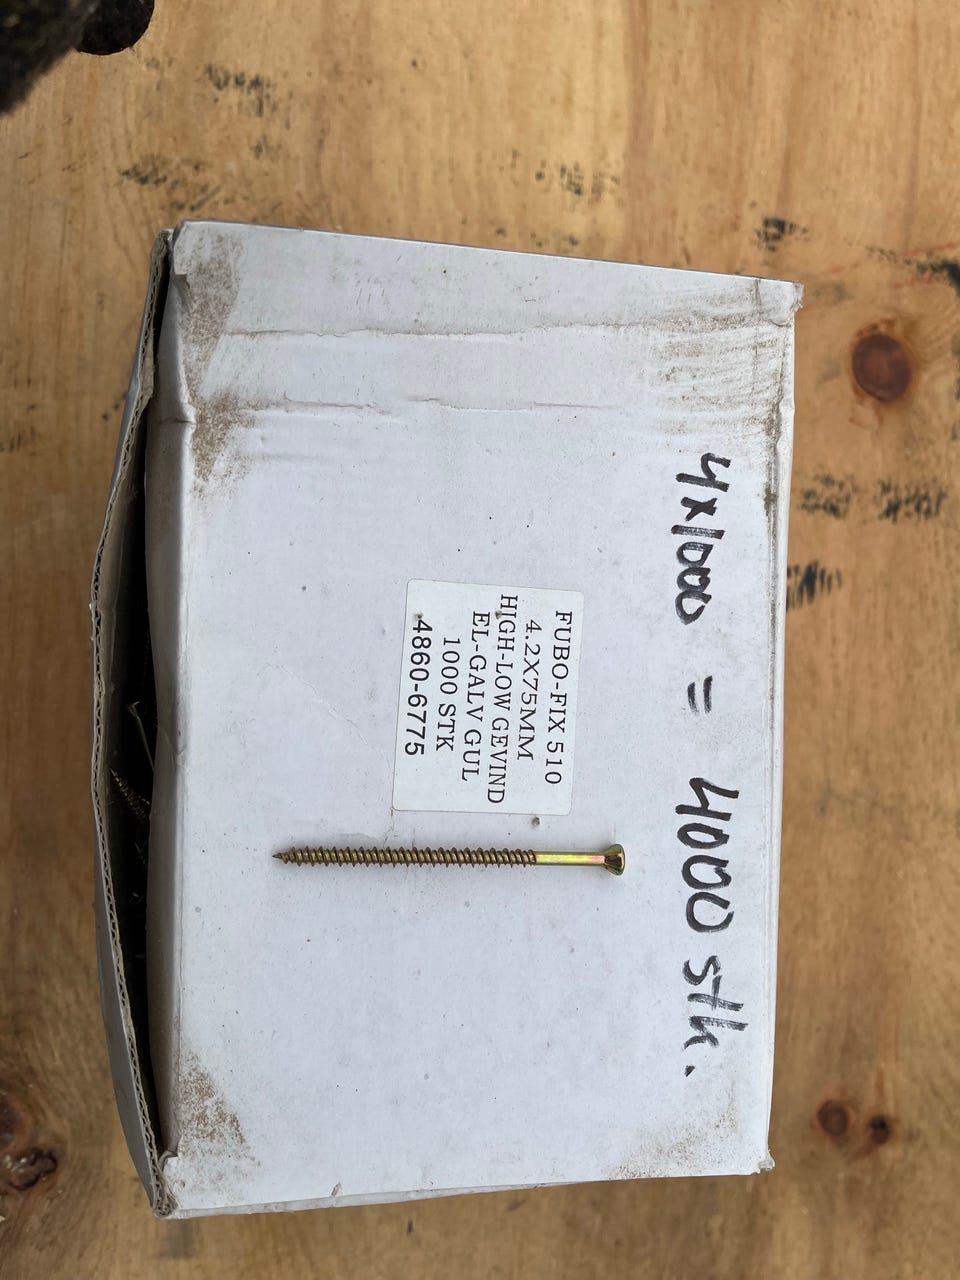 4x1000 = 4000 stk.
FUBO-FIX 510
4.2X75MM
HIGH-LOW GEVIND
EL-GALV GUL
1000 STK
4860-6775